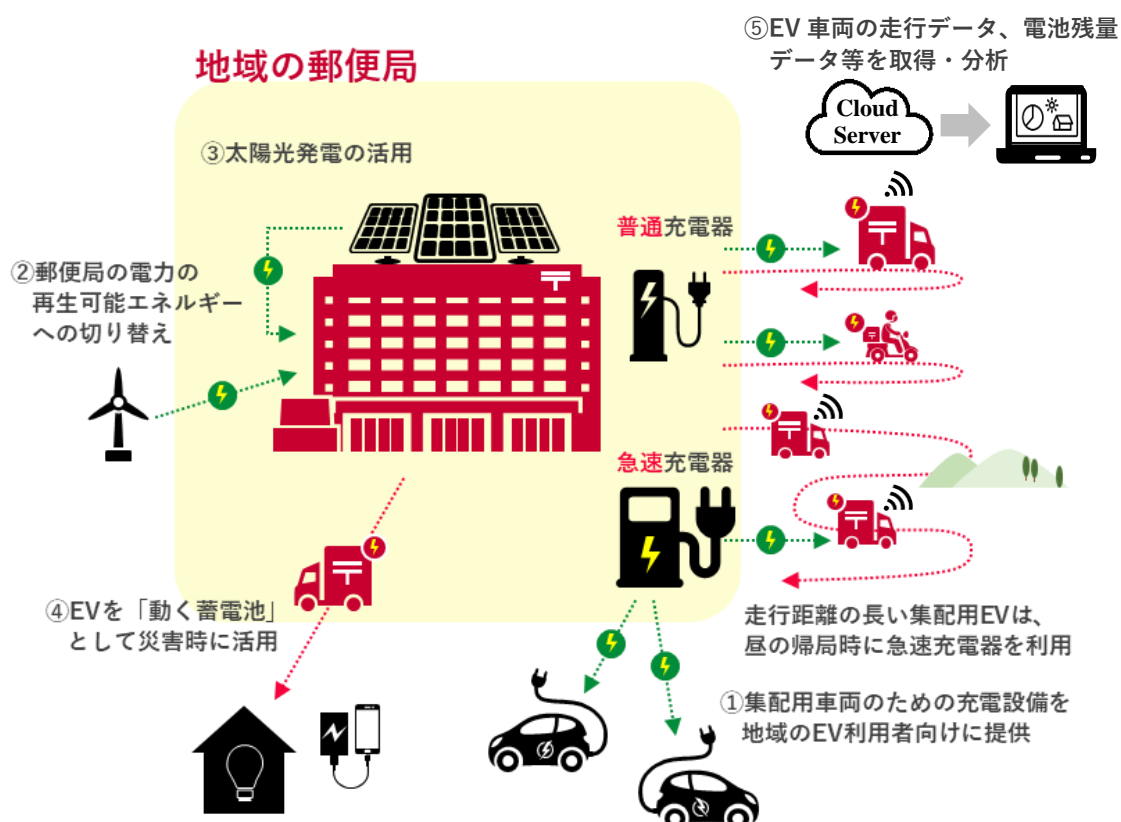 ⑤EV 車両の走行データ、電池残量
データ等を取得・分析
地域の郵便局
Cloud
Server
③太陽光発電の活用
普通充電器
②郵便局の電力の
再生可能エネルギー
への切り替え
急速充電器
④EVを「動く蓄電池」
として災害時に活用
走行距離の長い集配用EVは、
昼の帰局時に急速充電器を利用
①集配用車両のための充電設備を
地域のEV利用者向けに提供